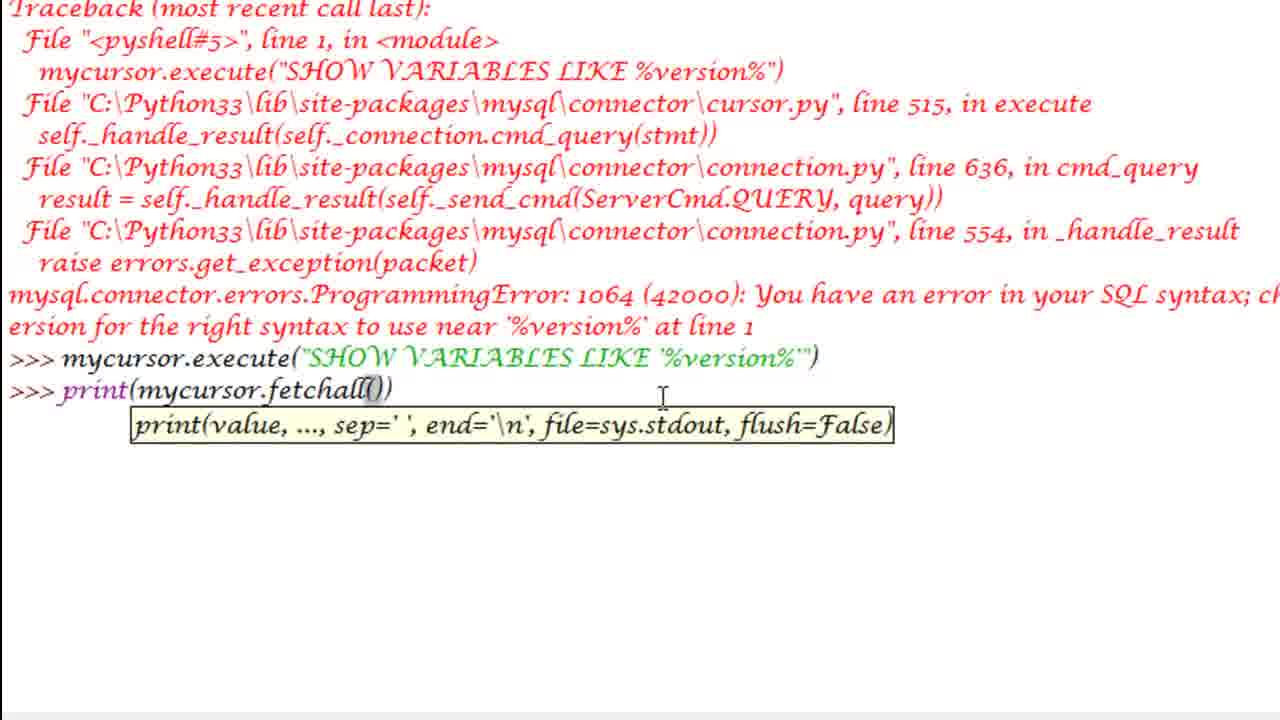 Traceback (most recent call last):
File "<pyshell#5>", line 1, in <module>
mycursor.execute("SHOW VARIABLES LIKE %version%")
File "C:\Python33\lib\site-packages\mysql\connector\cursor.py", line 515, in execute
self._handle_result(self._connection.cmd_query(stmt))
File "C:\Python33\lib\site-packages\mysql\connector\connection.py", line 636, in cmd_query
result = self._handle_result(self._send_cmd(ServerCmd.QUERY, query))
File "C:\Python33\lib\site-packages\mysql\connector\connection.py", line 554, in _handle_result
raise errors.get_exception(packet)
mysql.connector.errors.ProgrammingError: 1064 (42000): You have an error in your SQL syntax; ch
ersion for the right syntax to use near '%version%' at line 1
>>> mycursor.execute("SHOW VARIABLES LIKE '%version%'")
>>> print(mycursor.fetchall())
print(value, ..., sep=' ', end='\n', file=sys.stdout, flush=False)